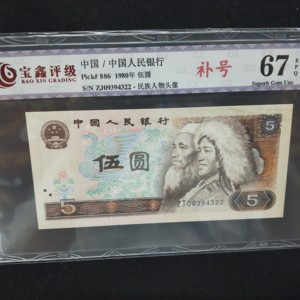 宝鑫评级
BAO XIN GRADING
中国 / 中国人民银行
Pick# 886 1980年 伍圆
S/N ZJ09394322 - 民族人物头像
补号
67
EPQ
Superb Gem Unc
中国人民银行
5
伍圆
5
5
ZJ09394322